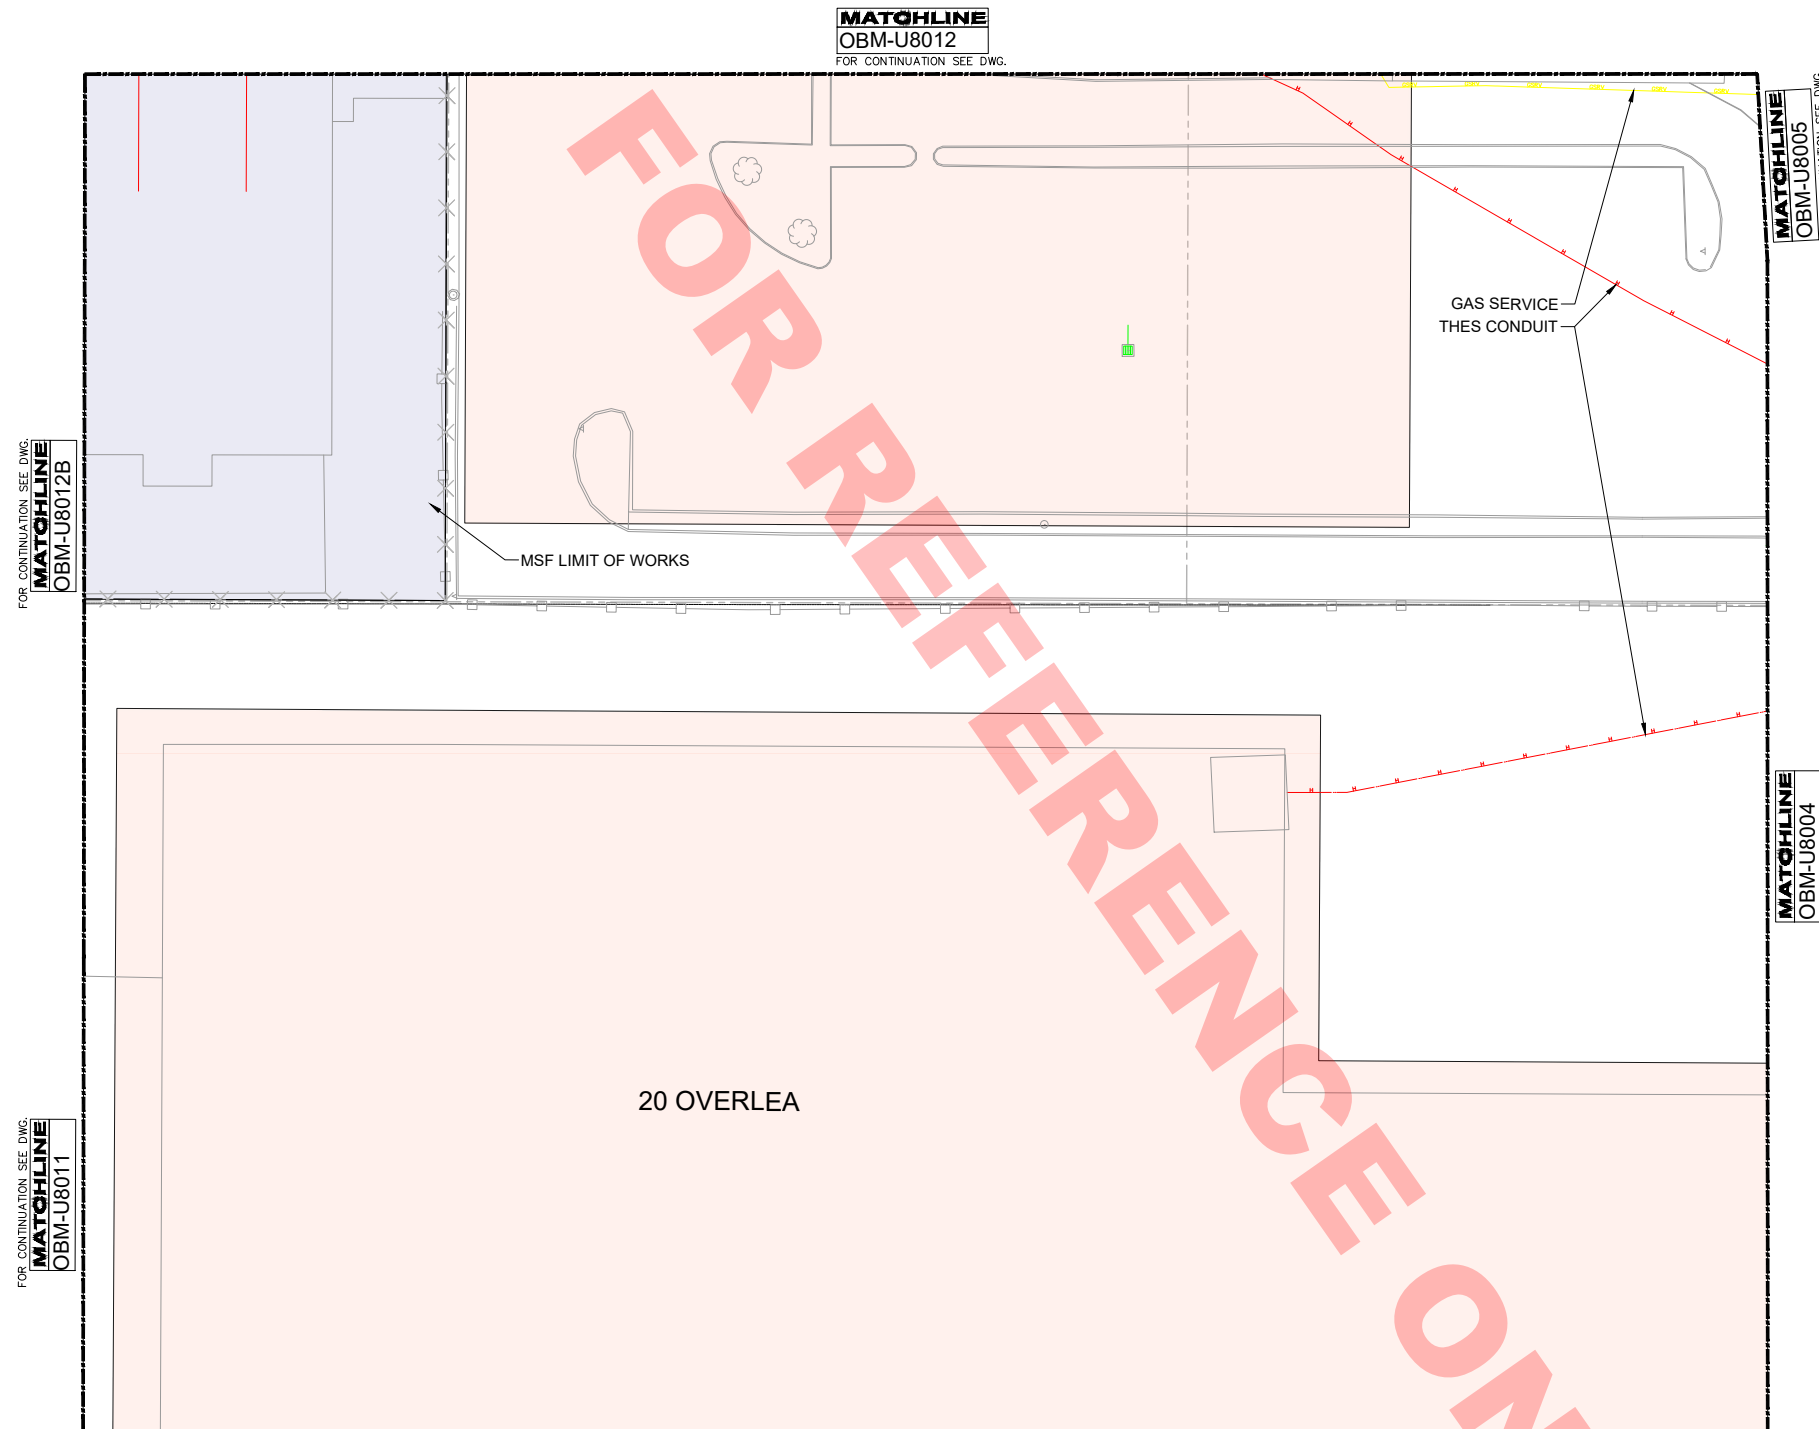 MATCHLINE
OBM-U8012
FOR CONTINUATION SEE DWG.
MATCHLINE
OBM-U8005
SEE DWG.
GAS SERVICE
THES CONDUIT
FOR CONTINUATION SEE DWG.
MATCHLINE
OBM-U8012B
MSF LIMIT OF WORKS
MATCHLINE
OBM-U8004
20 OVERLEA
FOR CONTINUATION SEE DWG.
MATCHLINE
OBM-U8011
FOR REFERENCE ON